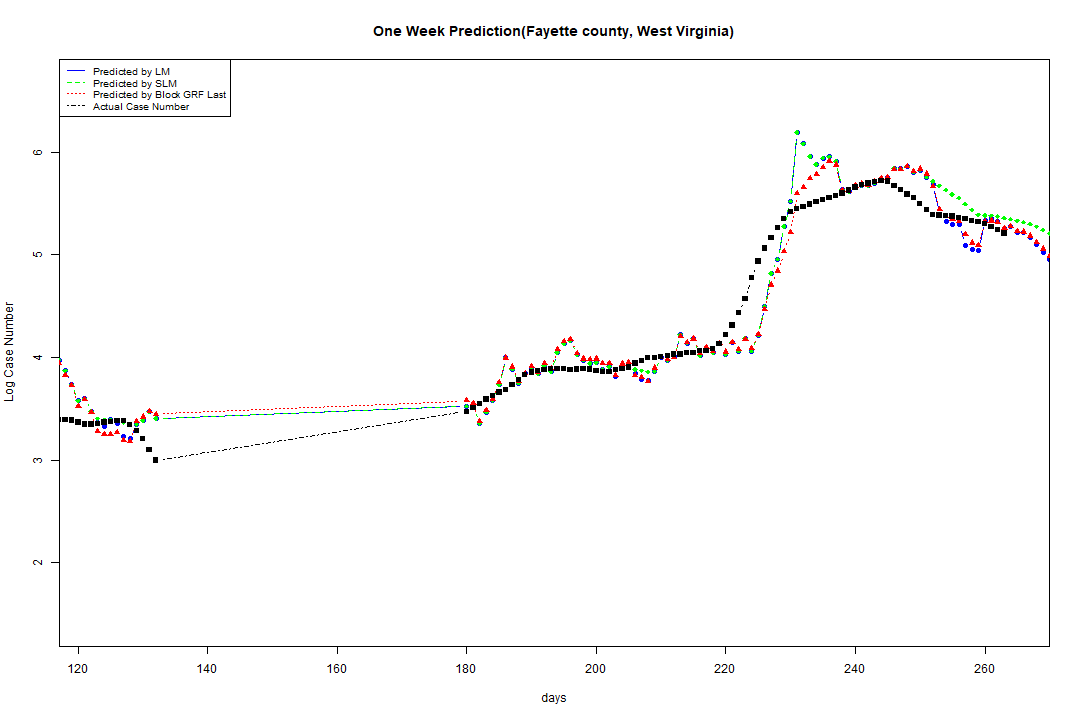 One Week Prediction(Fayette county, West Virginia)
Predicted by LM
Predicted by SLM
Predicted by Block GRF Last
Actual Case Number
6
5
4
3
2
Log Case Number
120 140 160 180 200 220 240 260
days